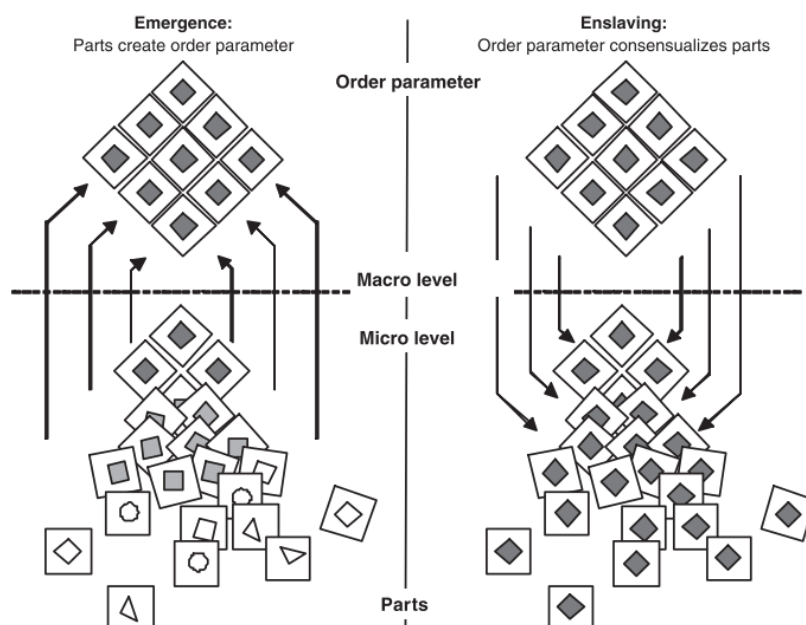 Emergence:
Parts create order parameter
Enslaving:
Order parameter consensualizes parts
Order parameter
Macro level
Micro level
Parts